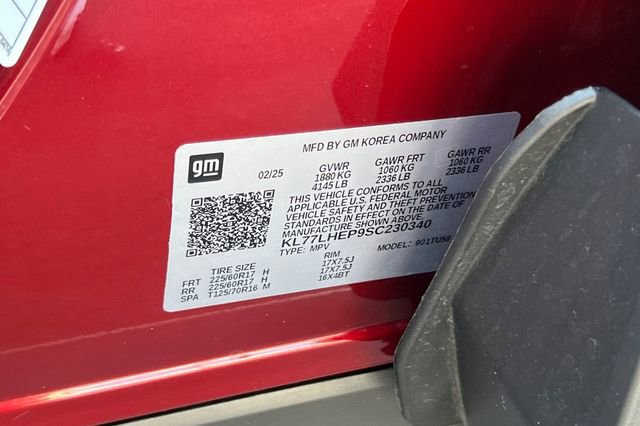 MFD BY GM KOREA COMPANY
gm
02/25 GVWR GAWR FRT GAWR RR
1880 KG 1060 KG 1060 KG
4145 LB 2336 LB 2336 LB
THIS VEHICLE CONFORMS TO ALL
APPLICABLE U.S. FEDERAL MOTOR
VEHICLE SAFETY AND THEFT PREVENTION
STANDARDS IN EFFECT ON THE DATE OF
MANUFACTURE SHOWN ABOVE
KL77LHEP9SC230340
TYPE: MPV MODEL: 901TU58
TIRE SIZE RIM
FRT 225/60R17 H 17X7.5J
RR 225/60R17 H 17X7.5J
SPA T125/70R16 M 16X4BT